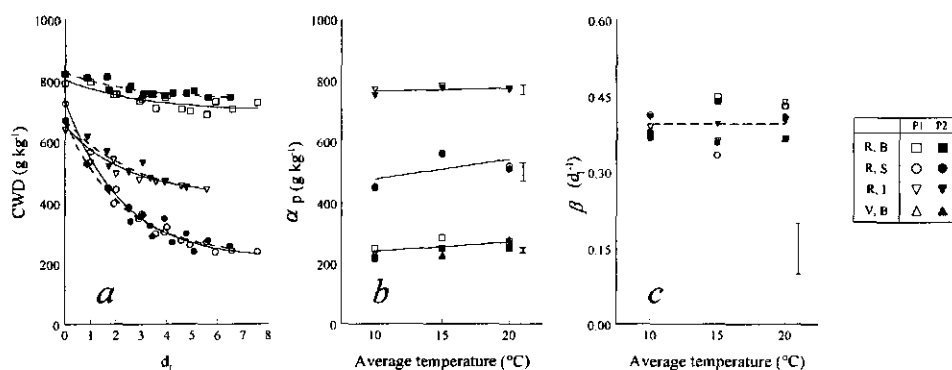 1000
800
600
400
200
0
CWD (g kg⁻¹)
0 1 2 3 4 5 6 7 8
dₜ
a
1000
800
600
400
200
0
α p (g kg⁻¹)
10 15 20
Average temperature (°C)
b
0.60
0.45
0.30
0.15
0.00
β (dₜ⁻¹)
10 15 20
Average temperature (°C)
c
P1 P2
R, B
R, S
R, I
V, B